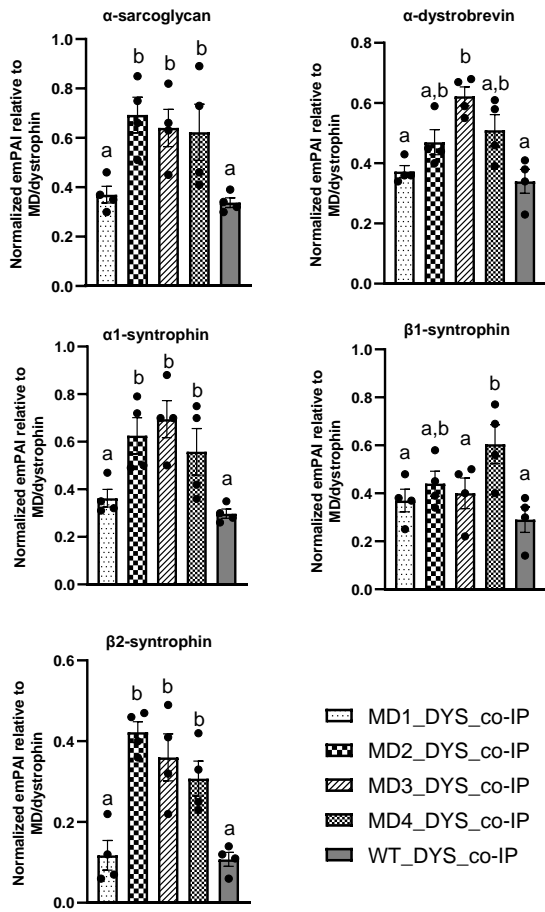 α-sarcoglycan
Normalized emPAI relative to
MD/dystrophin
1.0
0.8
0.6
0.4
0.2
0.0
a
b
b
b
a
α-dystrobrevin
Normalized emPAI relative to
MD/dystrophin
0.8
0.6
0.4
0.2
0.0
a
a,b
b
a,b
a
α1-syntrophin
Normalized emPAI relative to
MD/dystrophin
1.0
0.8
0.6
0.4
0.2
0.0
a
b
b
b
a
β1-syntrophin
Normalized emPAI relative to
MD/dystrophin
1.0
0.8
0.6
0.4
0.2
0.0
a
a,b
a
b
a
β2-syntrophin
Normalized emPAI relative to
MD/dystrophin
0.6
0.4
0.2
0.0
a
b
b
b
a
MD1_DYS_co-IP
MD2_DYS_co-IP
MD3_DYS_co-IP
MD4_DYS_co-IP
WT_DYS_co-IP